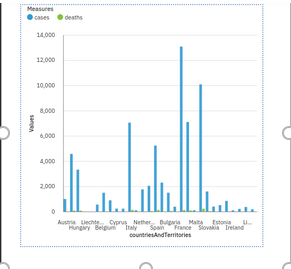 Measures
cases deaths
14,000
12,000
10,000
8,000
6,000
4,000
2,000
0
Values
Austria Liechte... Cyprus Nether... Bulgaria Malta Estonia Li...
Hungary Belgium Italy Spain France Slovakia Ireland
countriesAndTerritories